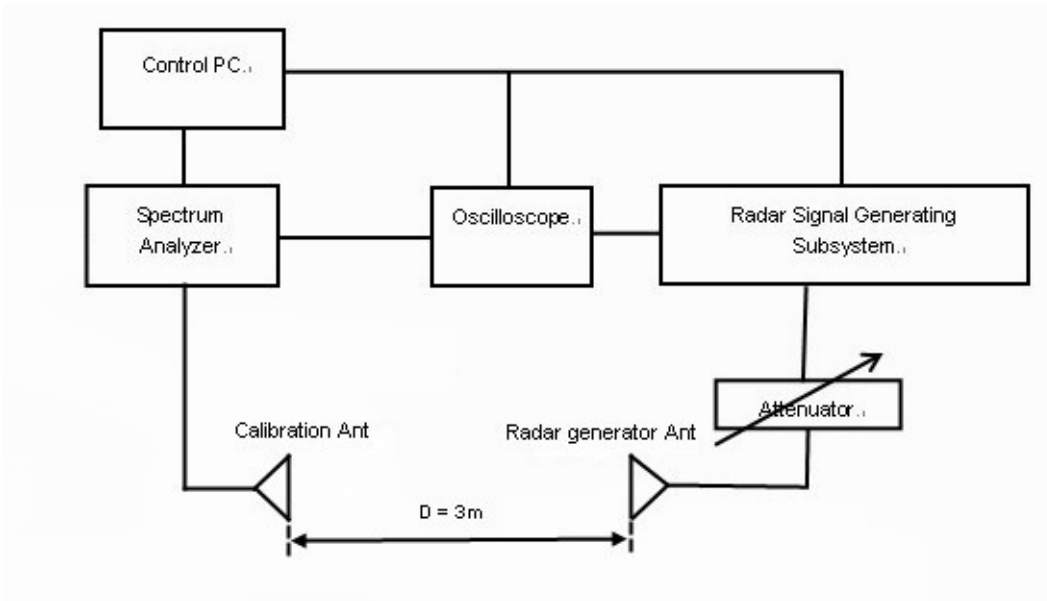 Control PC
Spectrum
Analyzer
Oscilloscope
Radar Signal Generating
Subsystem
Attenuator
Calibration Ant
Radar generator Ant
D = 3m